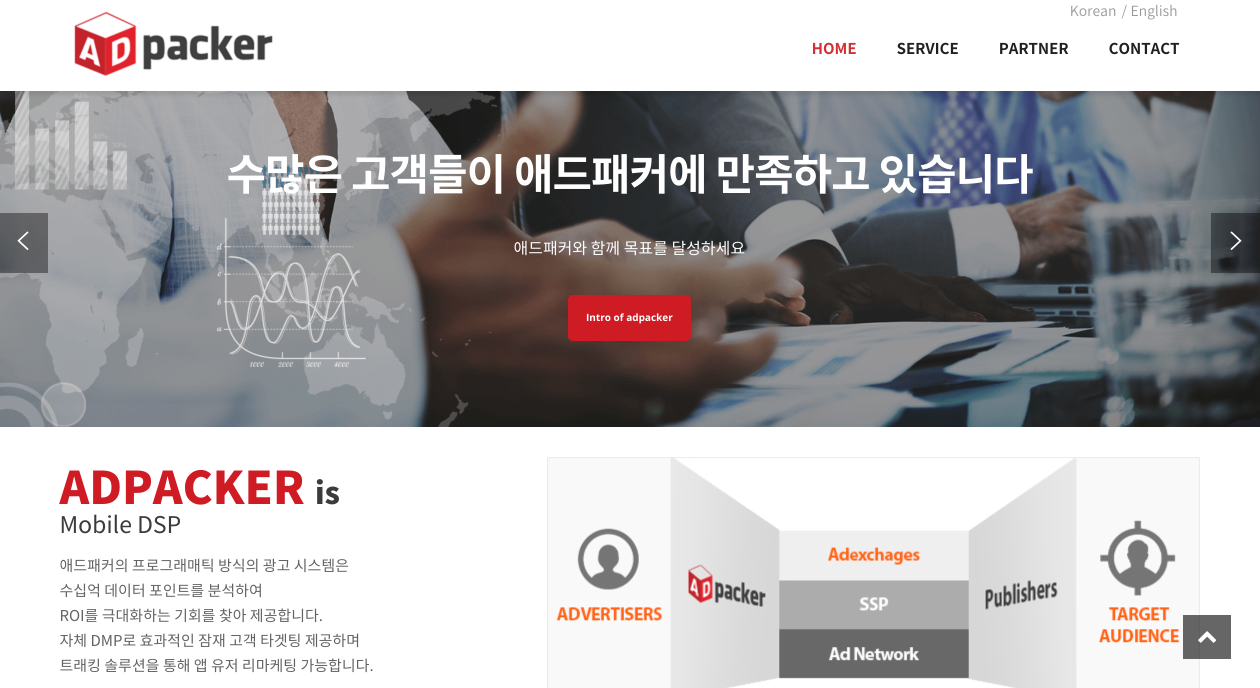 Korean / English
ADpacker
HOME SERVICE PARTNER CONTACT
수많은 고객들이 애드패커에 만족하고 있습니다
애드패커와 함께 목표를 달성하세요
Intro of adpacker
1000 2000 3000 4000
ADPACKER is
Mobile DSP
애드패커의 프로그래매틱 방식의 광고 시스템은
수십억 데이터 포인트를 분석하여
ROI를 극대화하는 기회를 찾아 제공합니다.
자체 DMP로 효과적인 잠재 고객 타겟팅 제공하며
트래킹 솔루션을 통해 앱 유저 리마케팅 가능합니다.
ADVERTISERS
ADpacker
Adexchages
SSP
Ad Network
Publishers
TARGET
AUDIENCE